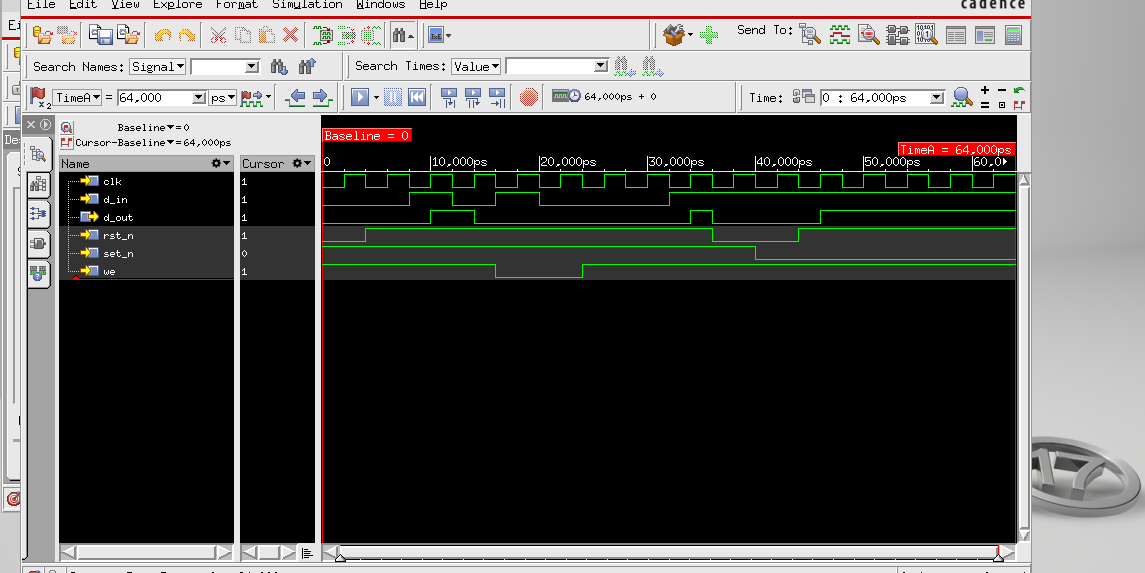 File Edit View Explore Format Simulation Windows Help
cadence
Send To:
Search Names: Signal
Search Times: Value
TimeA = 64,000 ps
64,000ps + 0
Time: 0 : 64,000ps
Baseline = 0
Cursor-Baseline = 64,000ps
Baseline = 0
TimeA = 64,000ps
Name Cursor
0 10,000ps 20,000ps 30,000ps 40,000ps 50,000ps 60,0
clk 1
d_in 1
d_out 1
rst_n 1
set_n 0
we 1
17